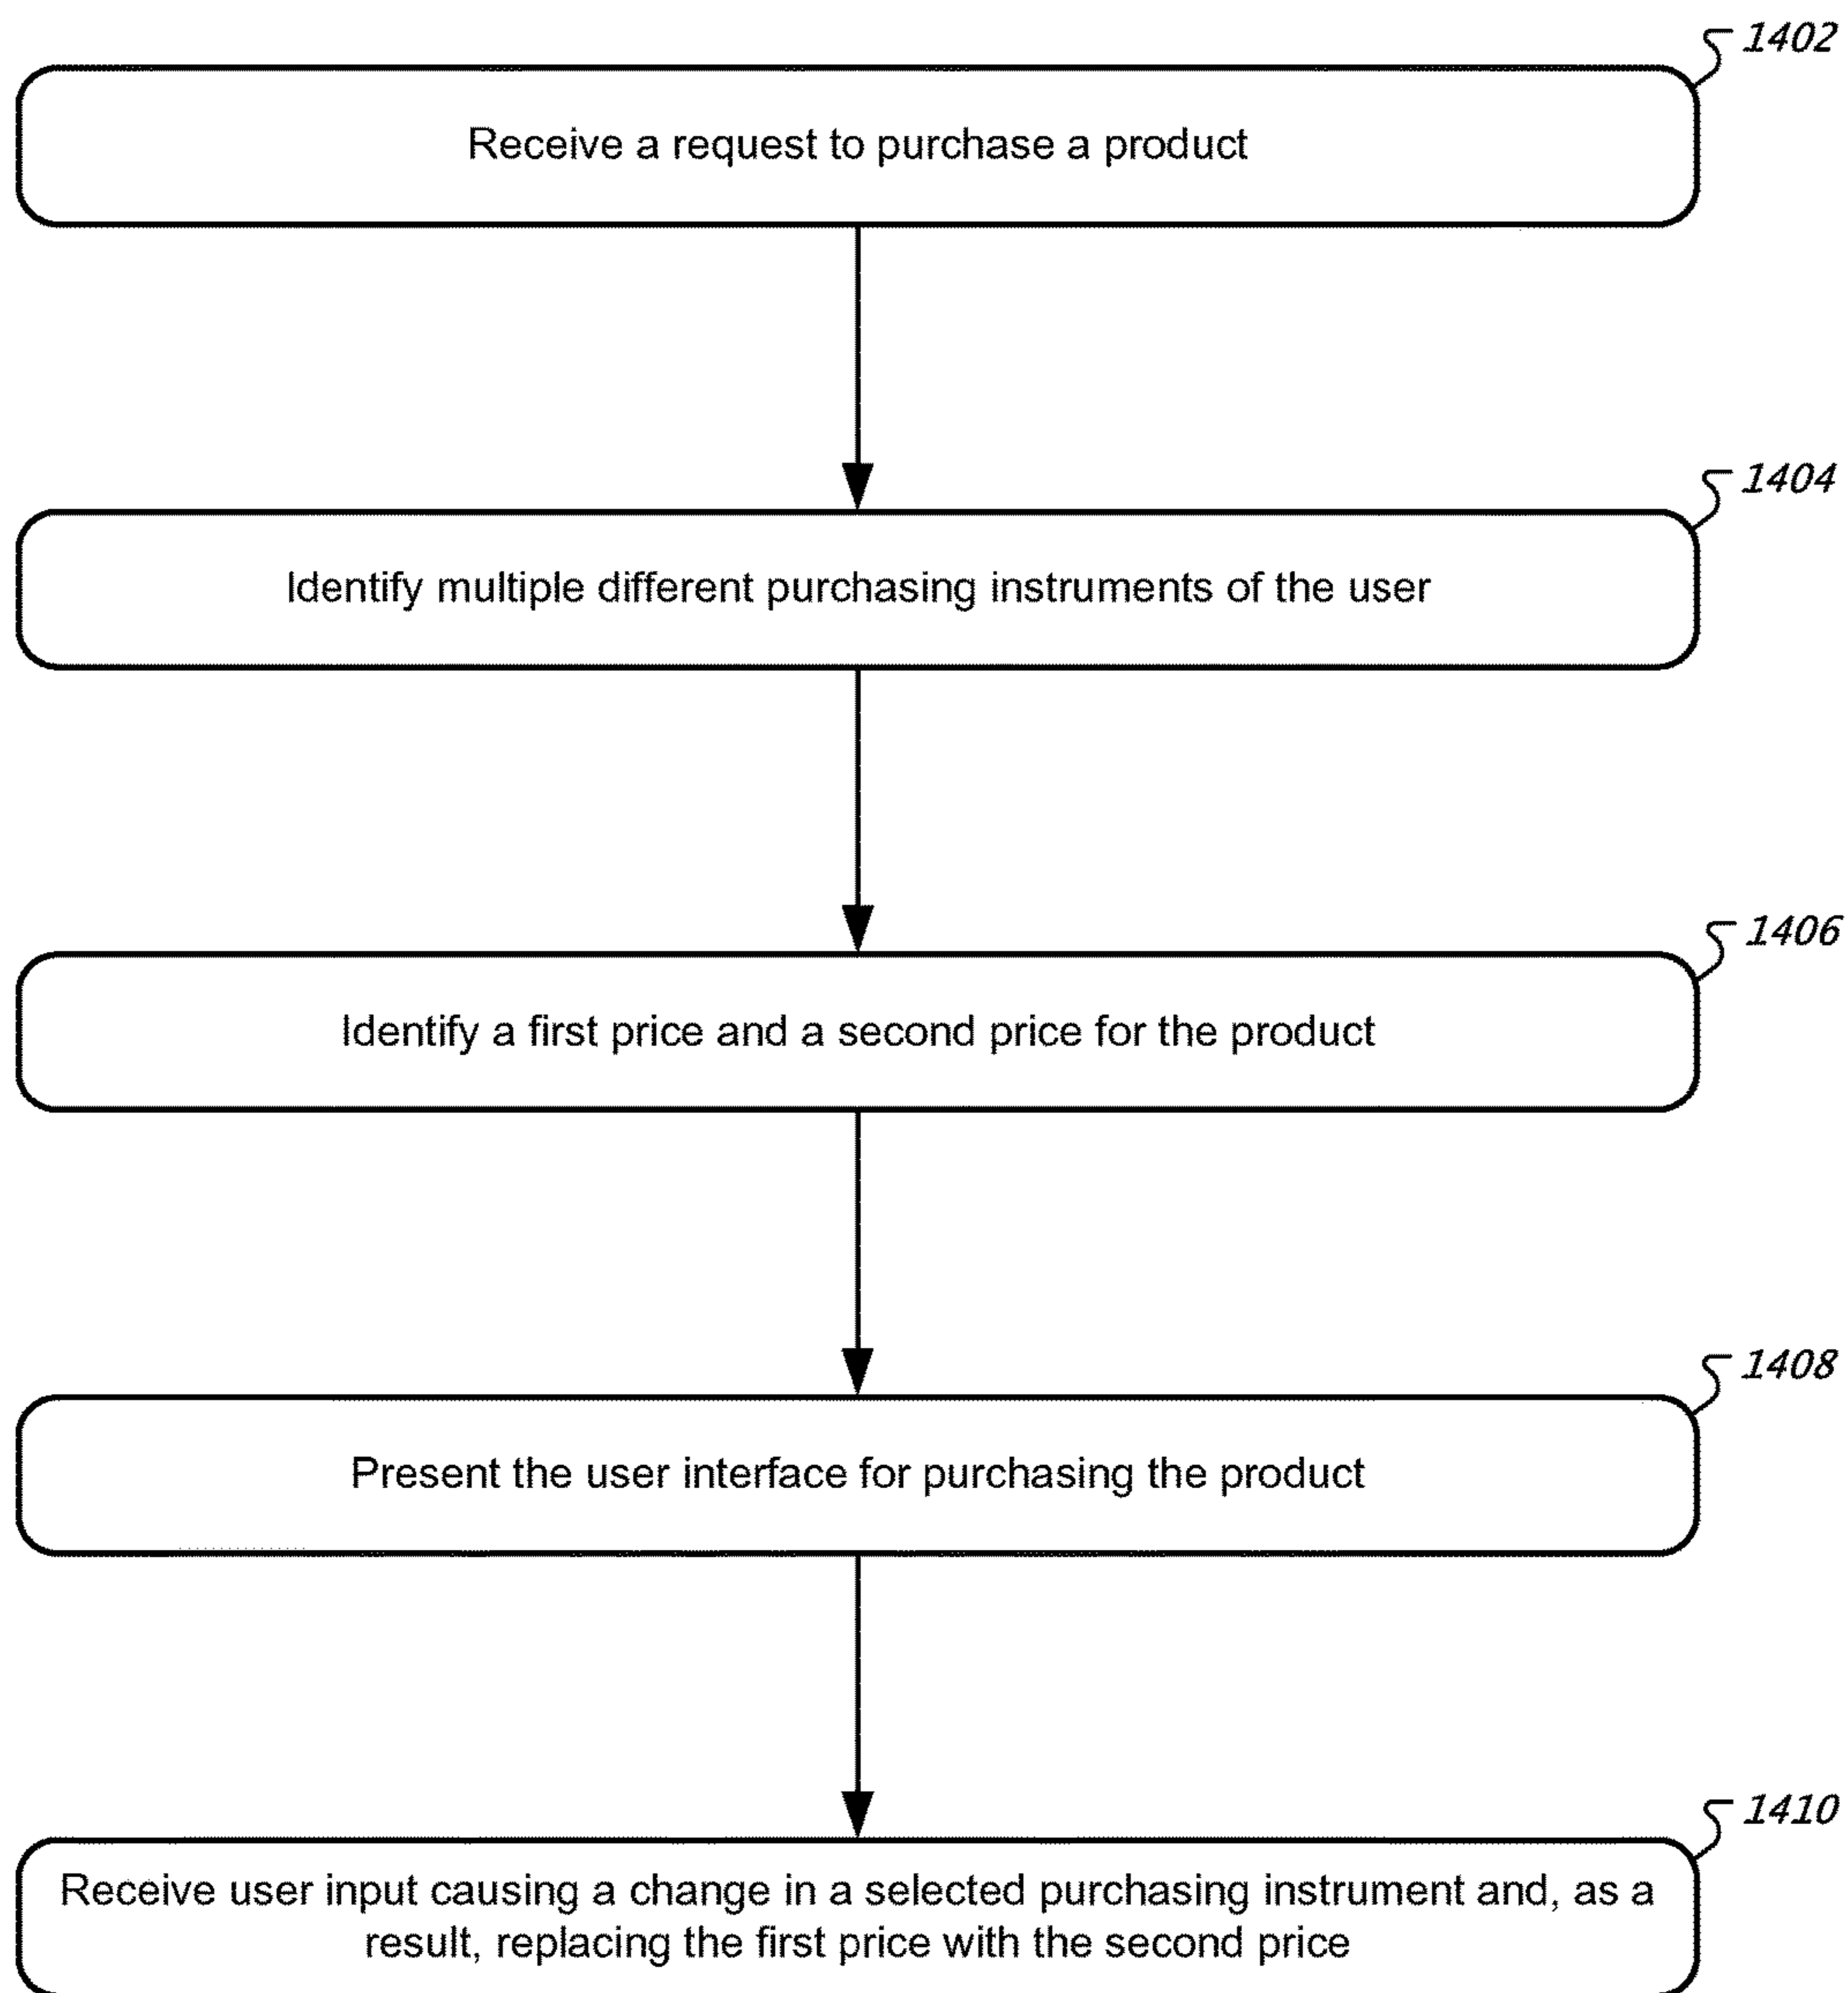 1402
Receive a request to purchase a product
1404
Identify multiple different purchasing instruments of the user
1406
Identify a first price and a second price for the product
1408
Present the user interface for purchasing the product
1410
Receive user input causing a change in a selected purchasing instrument and, as a
result, replacing the first price with the second price